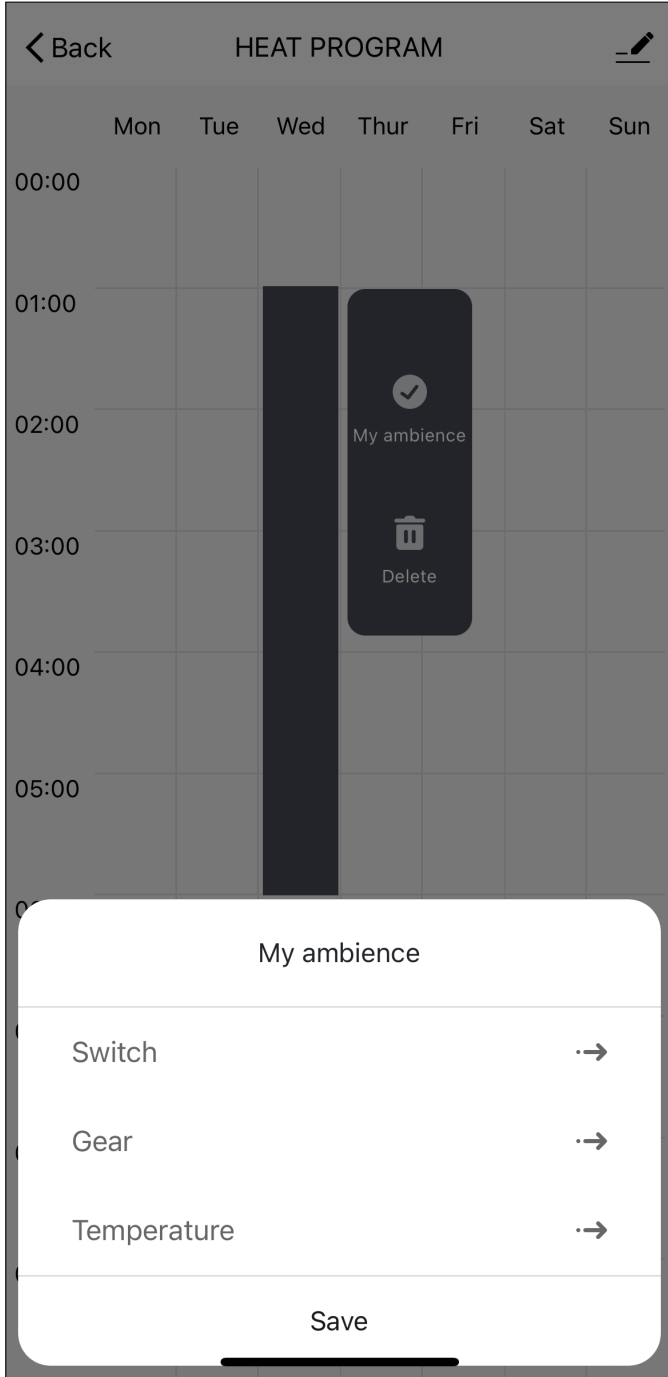 Back HEAT PROGRAM
Mon Tue Wed Thur Fri Sat Sun
00:00
01:00
02:00
My ambience
03:00
Delete
04:00
05:00
My ambience
Switch
Gear
Temperature
Save